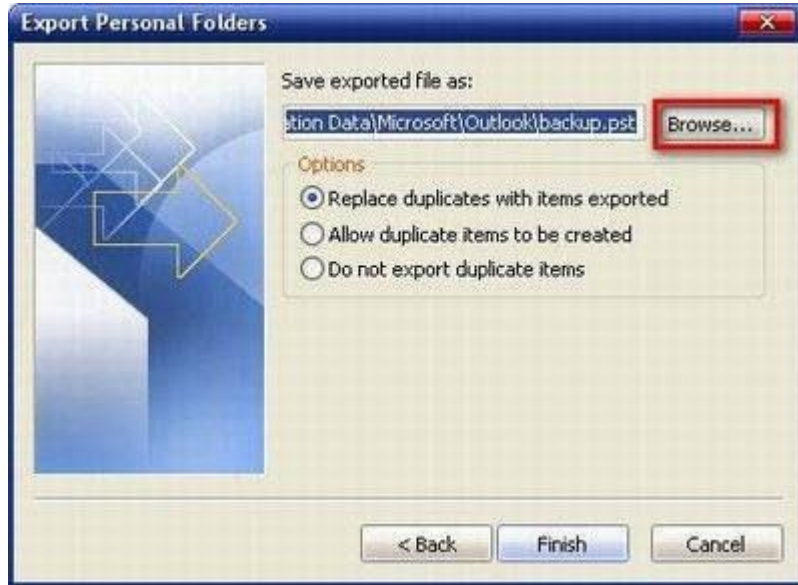 Export Personal Folders
Save exported file as:
ation Data\Microsoft\Outlook\backup.pst
Browse...
Options
Replace duplicates with items exported
Allow duplicate items to be created
Do not export duplicate items
< Back
Finish
Cancel